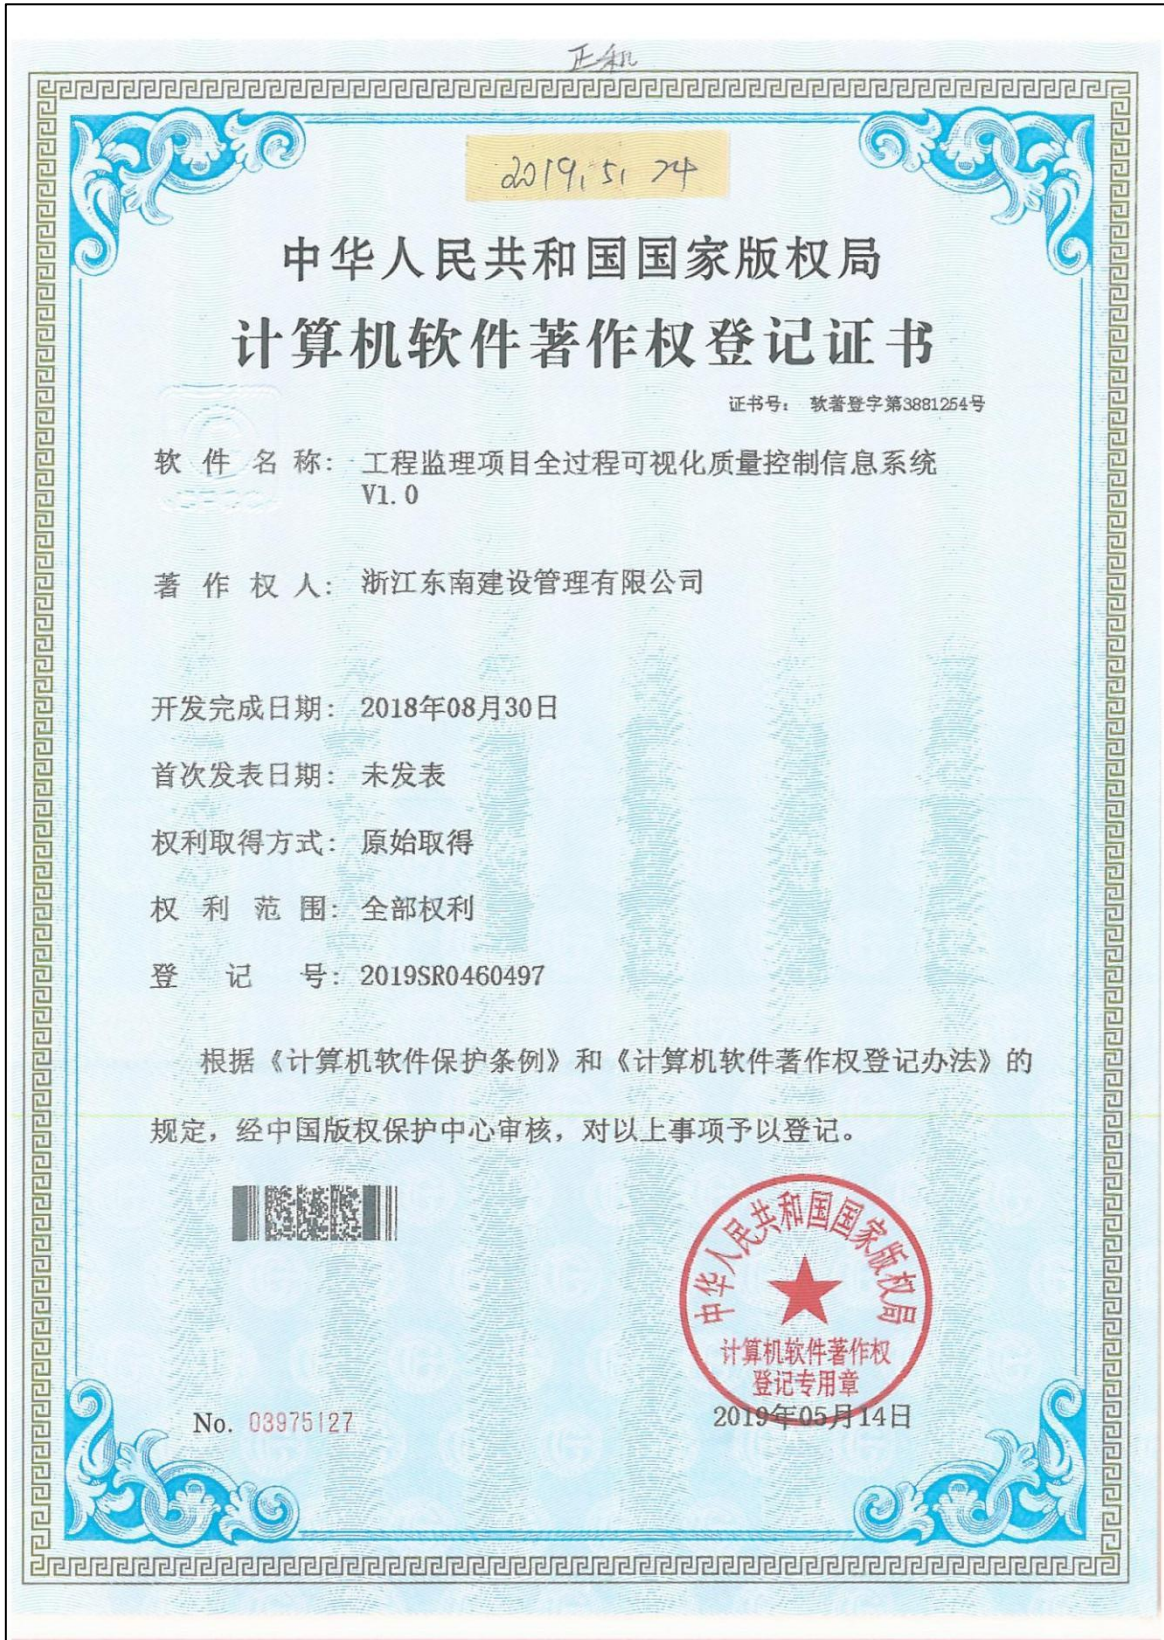 2019.5.24
中华人民共和国国家版权局
计算机软件著作权登记证书
证书号： 软著登字第3881254号
软件名称： 工程监理项目全过程可视化质量控制信息系统
V1.0
著作权人： 浙江东南建设管理有限公司
开发完成日期： 2018年08月30日
首次发表日期： 未发表
权利取得方式： 原始取得
权利范围： 全部权利
登记号： 2019SR0460497
根据《计算机软件保护条例》和《计算机软件著作权登记办法》的
规定，经中国版权保护中心审核，对以上事项予以登记。
中华人民共和国国家版权局
计算机软件著作权
登记专用章
No. 03975127
2019年05月14日